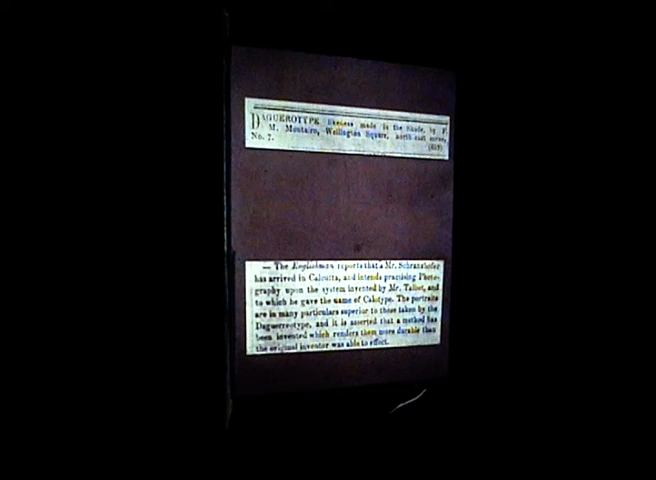 DAGUEROTYPE likeness made in the Shade, by F.
M. Montairo, Wellington Square, north-east corner,
No. 7.
— The Englishman reports that a Mr. Schranzhofer
has arrived in Calcutta, and intends practising Photo-
graphy upon the system invented by Mr. Talbot, and
to which he gave the name of Calotype. The portraits
are in many particulars superior to those taken by the
Daguerreotype, and it is asserted that a method has
been invented which renders them more durable than
the original inventor was able to effect.